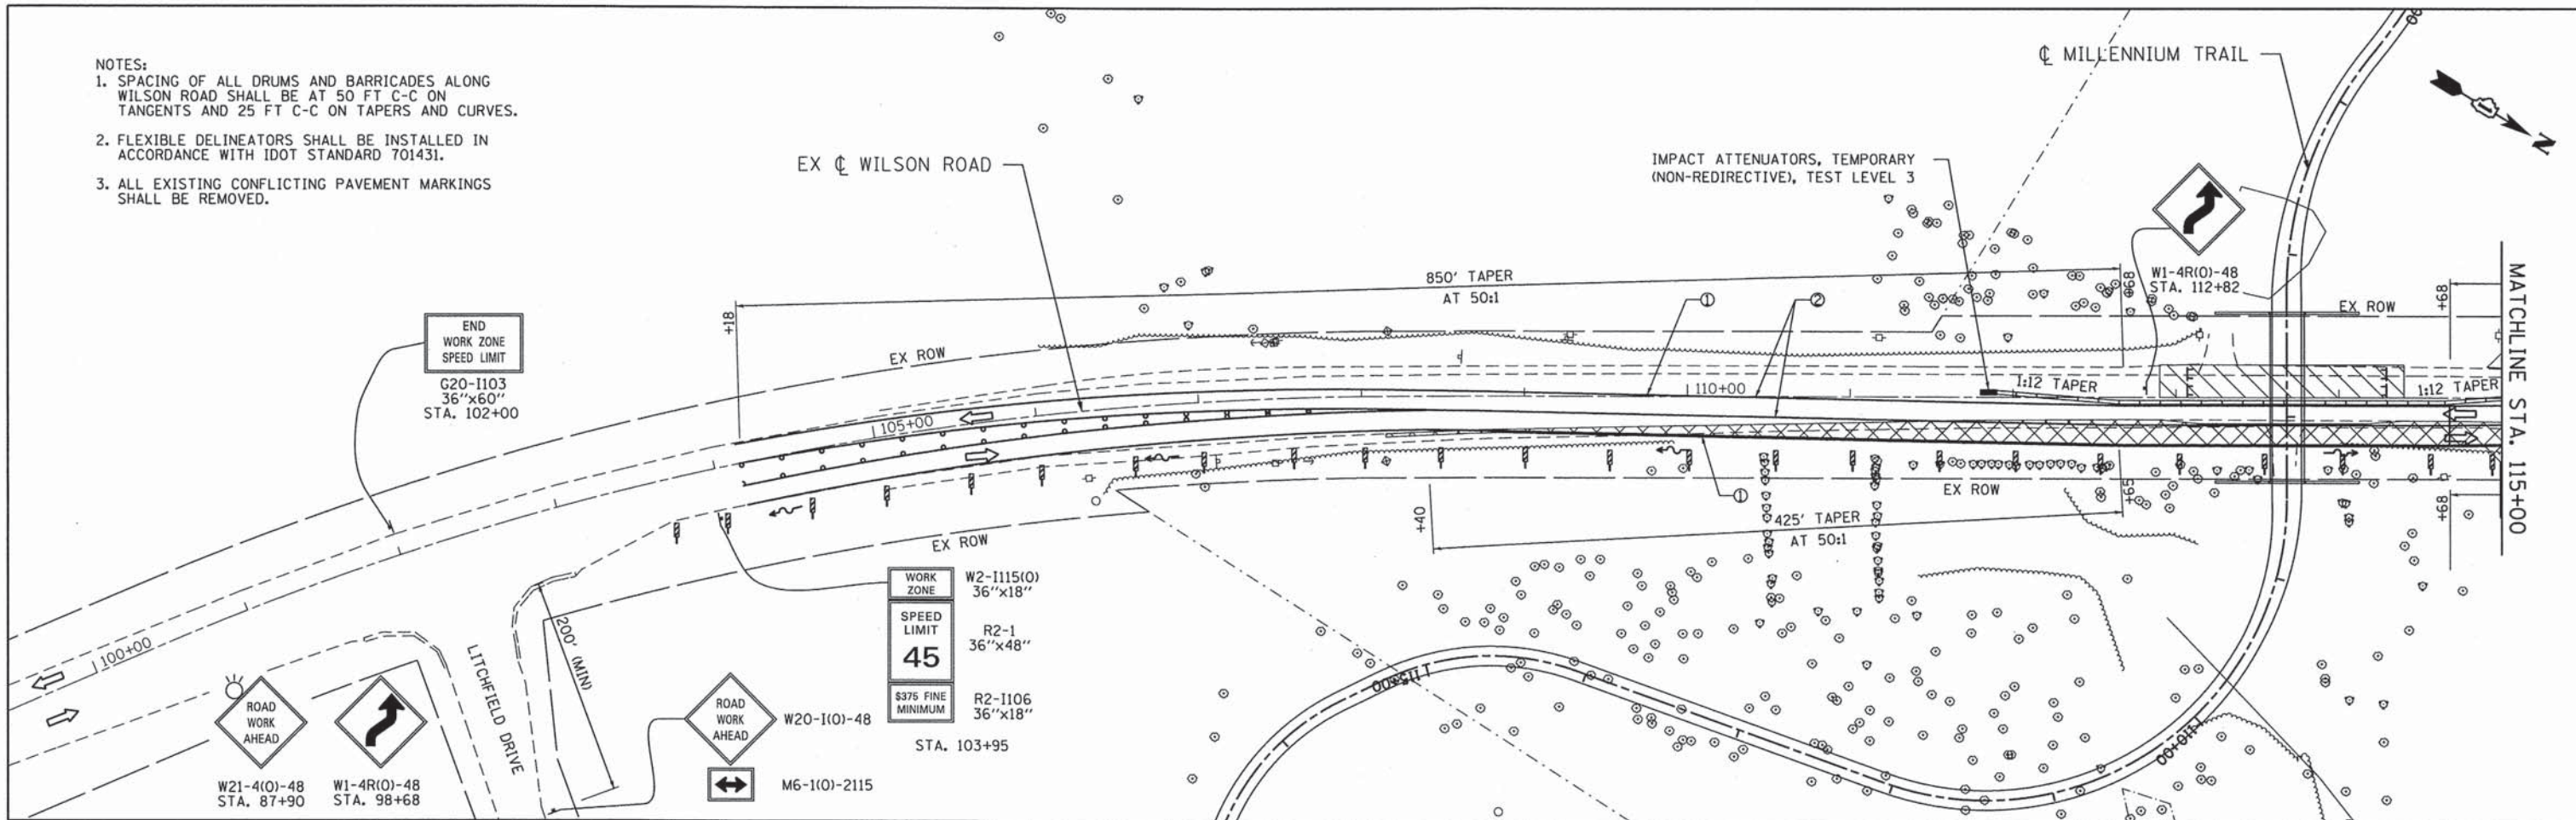 NOTES:
1. SPACING OF ALL DRUMS AND BARRICADES ALONG
WILSON ROAD SHALL BE AT 50 FT C-C ON
TANGENTS AND 25 FT C-C ON TAPERS AND CURVES.
2. FLEXIBLE DELINEATORS SHALL BE INSTALLED IN
ACCORDANCE WITH IDOT STANDARD 701431.
3. ALL EXISTING CONFLICTING PAVEMENT MARKINGS
SHALL BE REMOVED.
EX ℄ WILSON ROAD
℄ MILLENNIUM TRAIL
N
IMPACT ATTENUATORS, TEMPORARY
(NON-REDIRECTIVE), TEST LEVEL 3
W1-4R(O)-48
STA. 112+82
850' TAPER
AT 50:1
+18
+68
1
2
EX ROW
EX ROW
+68
MATCHLINE STA. 115+00
END
WORK ZONE
SPEED LIMIT
G20-I103
36"x60"
STA. 102+00
105+00
110+00
1:12 TAPER
1:12 TAPER
1
EX ROW
EX ROW
+40
425' TAPER
AT 50:1
+65
+68
100+00
LITCHFIELD DRIVE
200' (MIN)
WORK
ZONE
W2-I115(O)
36"x18"
SPEED
LIMIT
45
R2-1
36"x48"
$375 FINE
MINIMUM
R2-I106
36"x18"
STA. 103+95
ROAD
WORK
AHEAD
W21-4(O)-48
STA. 87+90
W1-4R(O)-48
STA. 98+68
ROAD
WORK
AHEAD
W20-I(O)-48
M6-1(O)-2115
115+00
110+00